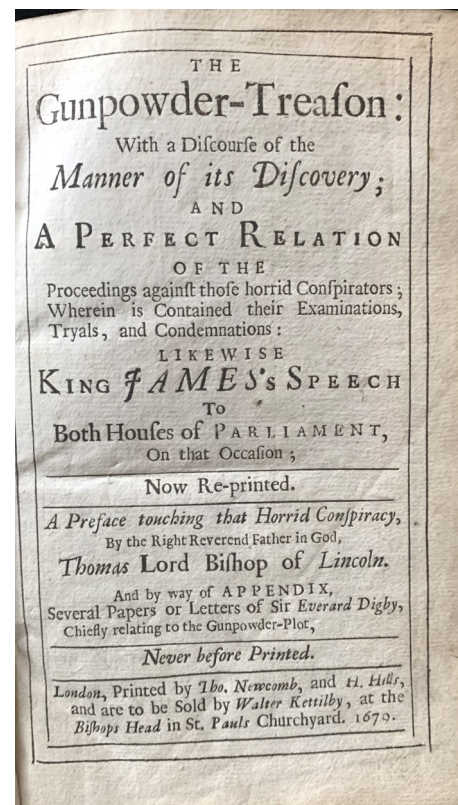 THE
Gunpowder-Treaſon:
With a Diſcourſe of the
Manner of its Diſcovery;
AND
A PERFECT RELATION
OF THE
Proceedings againſt thoſe horrid Conſpirators;
Wherein is Contained their Examinations,
Tryals, and Condemnations:
LIKEWISE
KING JAMES's SPEECH
To
Both Houſes of PARLIAMENT,
On that Occaſion;
Now Re-printed.
A Preface touching that Horrid Conſpiracy,
By the Right Reverend Father in God,
Thomas Lord Biſhop of Lincoln.
And by way of APPENDIX,
Several Papers or Letters of Sir Everard Digby,
Chiefly relating to the Gunpowder-Plot,
Never before Printed.
London, Printed by Tho. Newcomb, and H. Hills,
and are to be Sold by Walter Kettilby, at the
Biſhops Head in St. Pauls Churchyard. 1679.